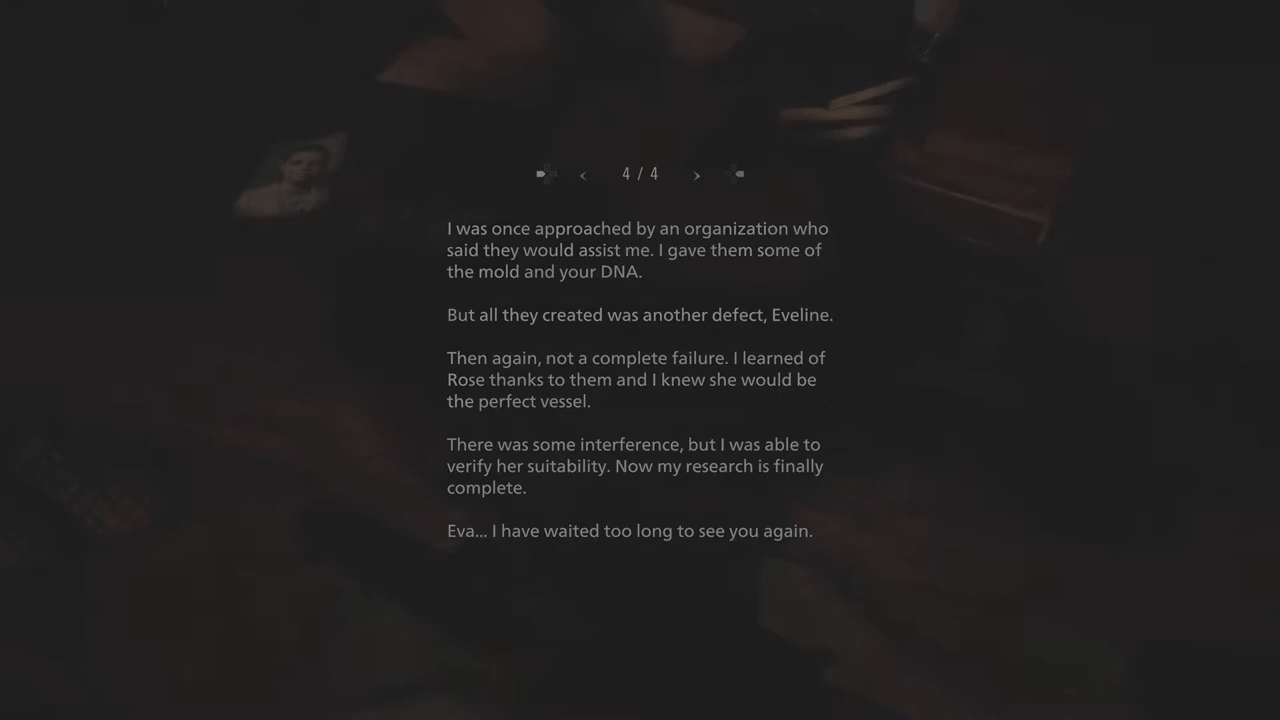 4 / 4
I was once approached by an organization who
said they would assist me. I gave them some of
the mold and your DNA.
But all they created was another defect, Eveline.
Then again, not a complete failure. I learned of
Rose thanks to them and I knew she would be
the perfect vessel.
There was some interference, but I was able to
verify her suitability. Now my research is finally
complete.
Eva... I have waited too long to see you again.